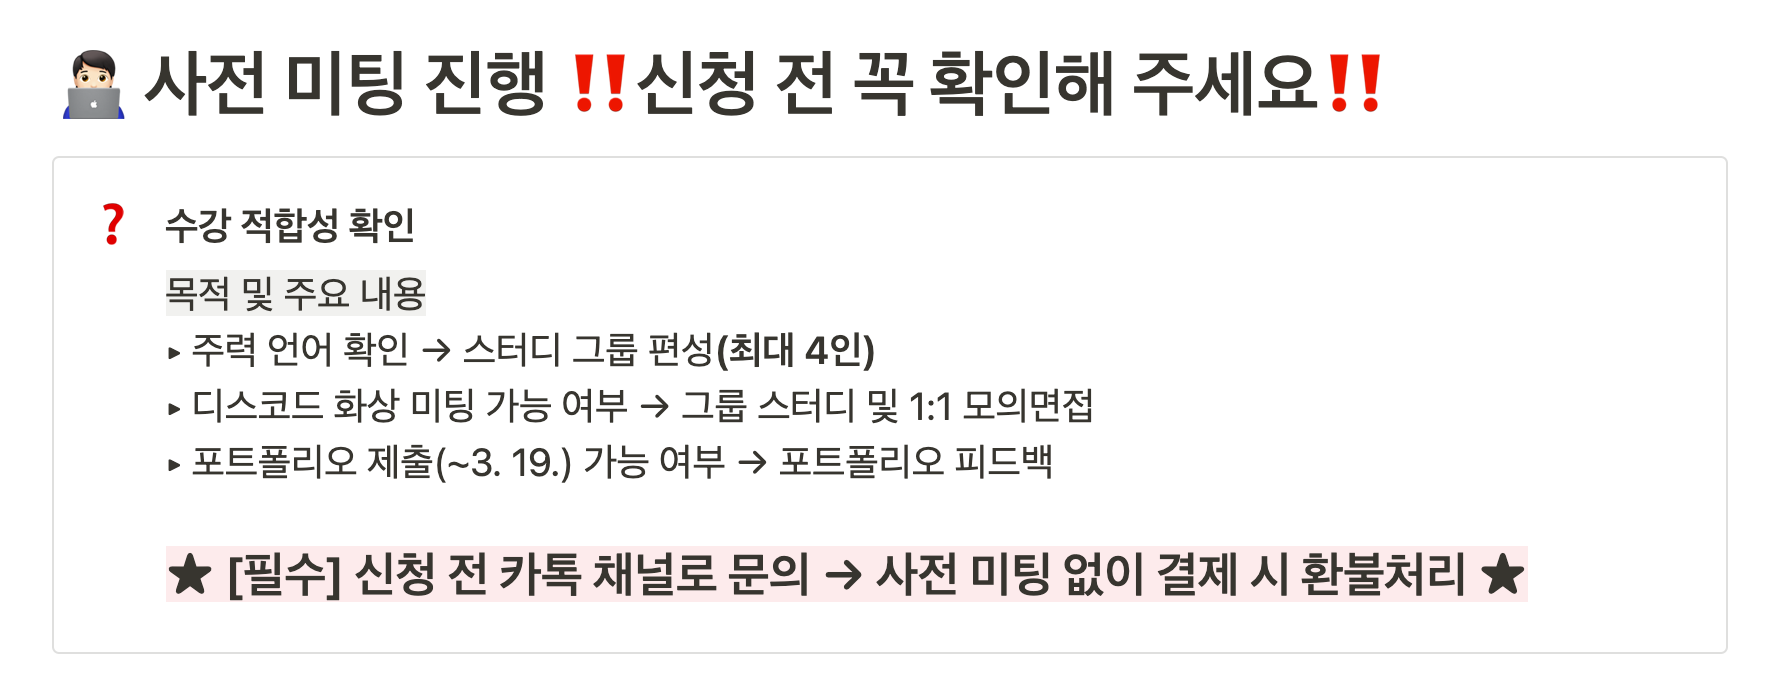 🧑🏻‍💻 사전 미팅 진행 ‼️신청 전 꼭 확인해 주세요‼️
❓ 수강 적합성 확인
목적 및 주요 내용
▸ 주력 언어 확인 → 스터디 그룹 편성(최대 4인)
▸ 디스코드 화상 미팅 가능 여부 → 그룹 스터디 및 1:1 모의면접
▸ 포트폴리오 제출(~3. 19.) 가능 여부 → 포트폴리오 피드백
★ [필수] 신청 전 카톡 채널로 문의 → 사전 미팅 없이 결제 시 환불처리 ★